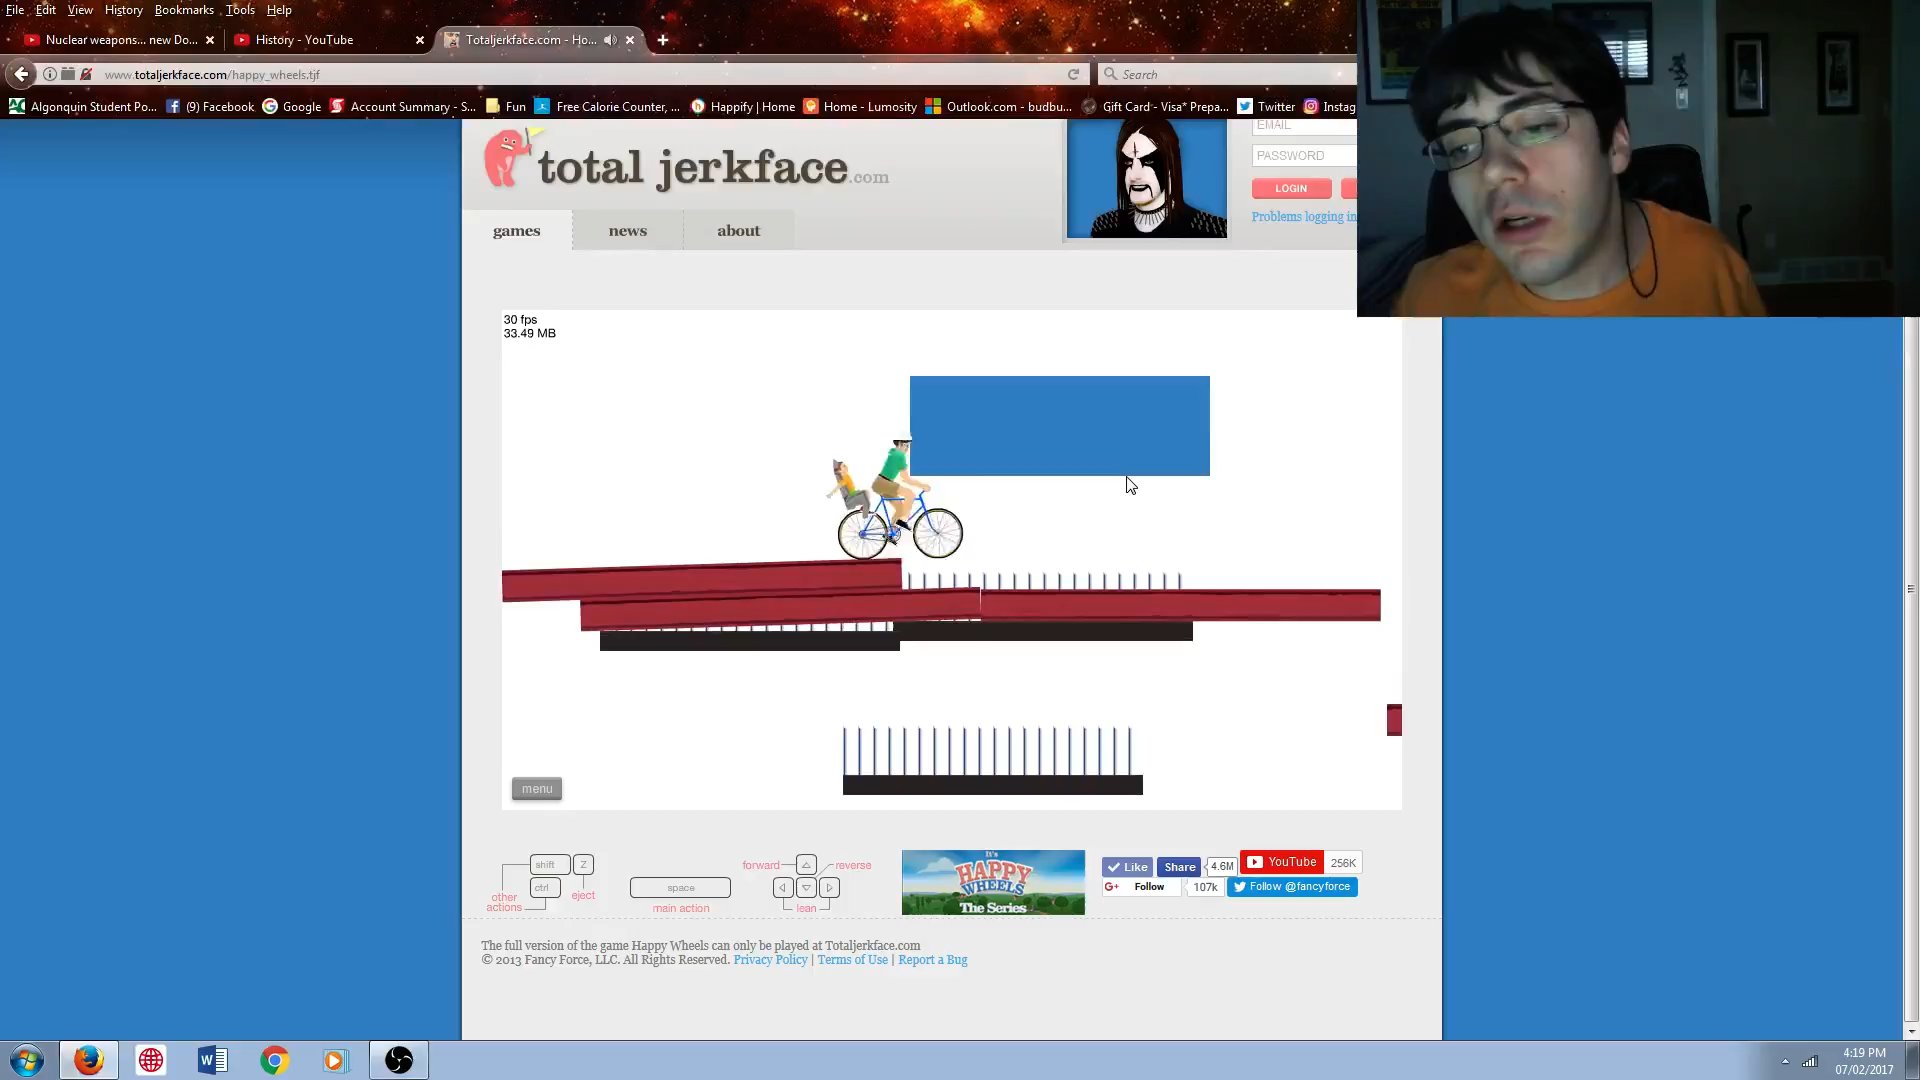 File Edit View History Bookmarks Tools Help
Nuclear weapons... new Do...
History - YouTube
Totaljerkface.com - Ho...
www.totaljerkface.com/happy_wheels.tjf
Search
Algonquin Student Po...
(9) Facebook
Google
Account Summary - S...
Fun
Free Calorie Counter, ...
Happify | Home
Home - Lumosity
Outlook.com - budbu...
Gift Card - Visa* Prepa...
Twitter
Instag
total jerkface.com
EMAIL
PASSWORD
LOGIN
Problems logging in
games
news
about
30 fps
33.49 MB
menu
shift
Z
ctrl
eject
other
actions
space
main action
forward
reverse
lean
It's
HAPPY
WHEELS
The Series
Like
Share
4.6M
YouTube
256K
G+ Follow
107k
Follow @fancyforce
The full version of the game Happy Wheels can only be played at Totaljerkface.com
© 2013 Fancy Force, LLC. All Rights Reserved. Privacy Policy | Terms of Use | Report a Bug
4:19 PM
07/02/2017